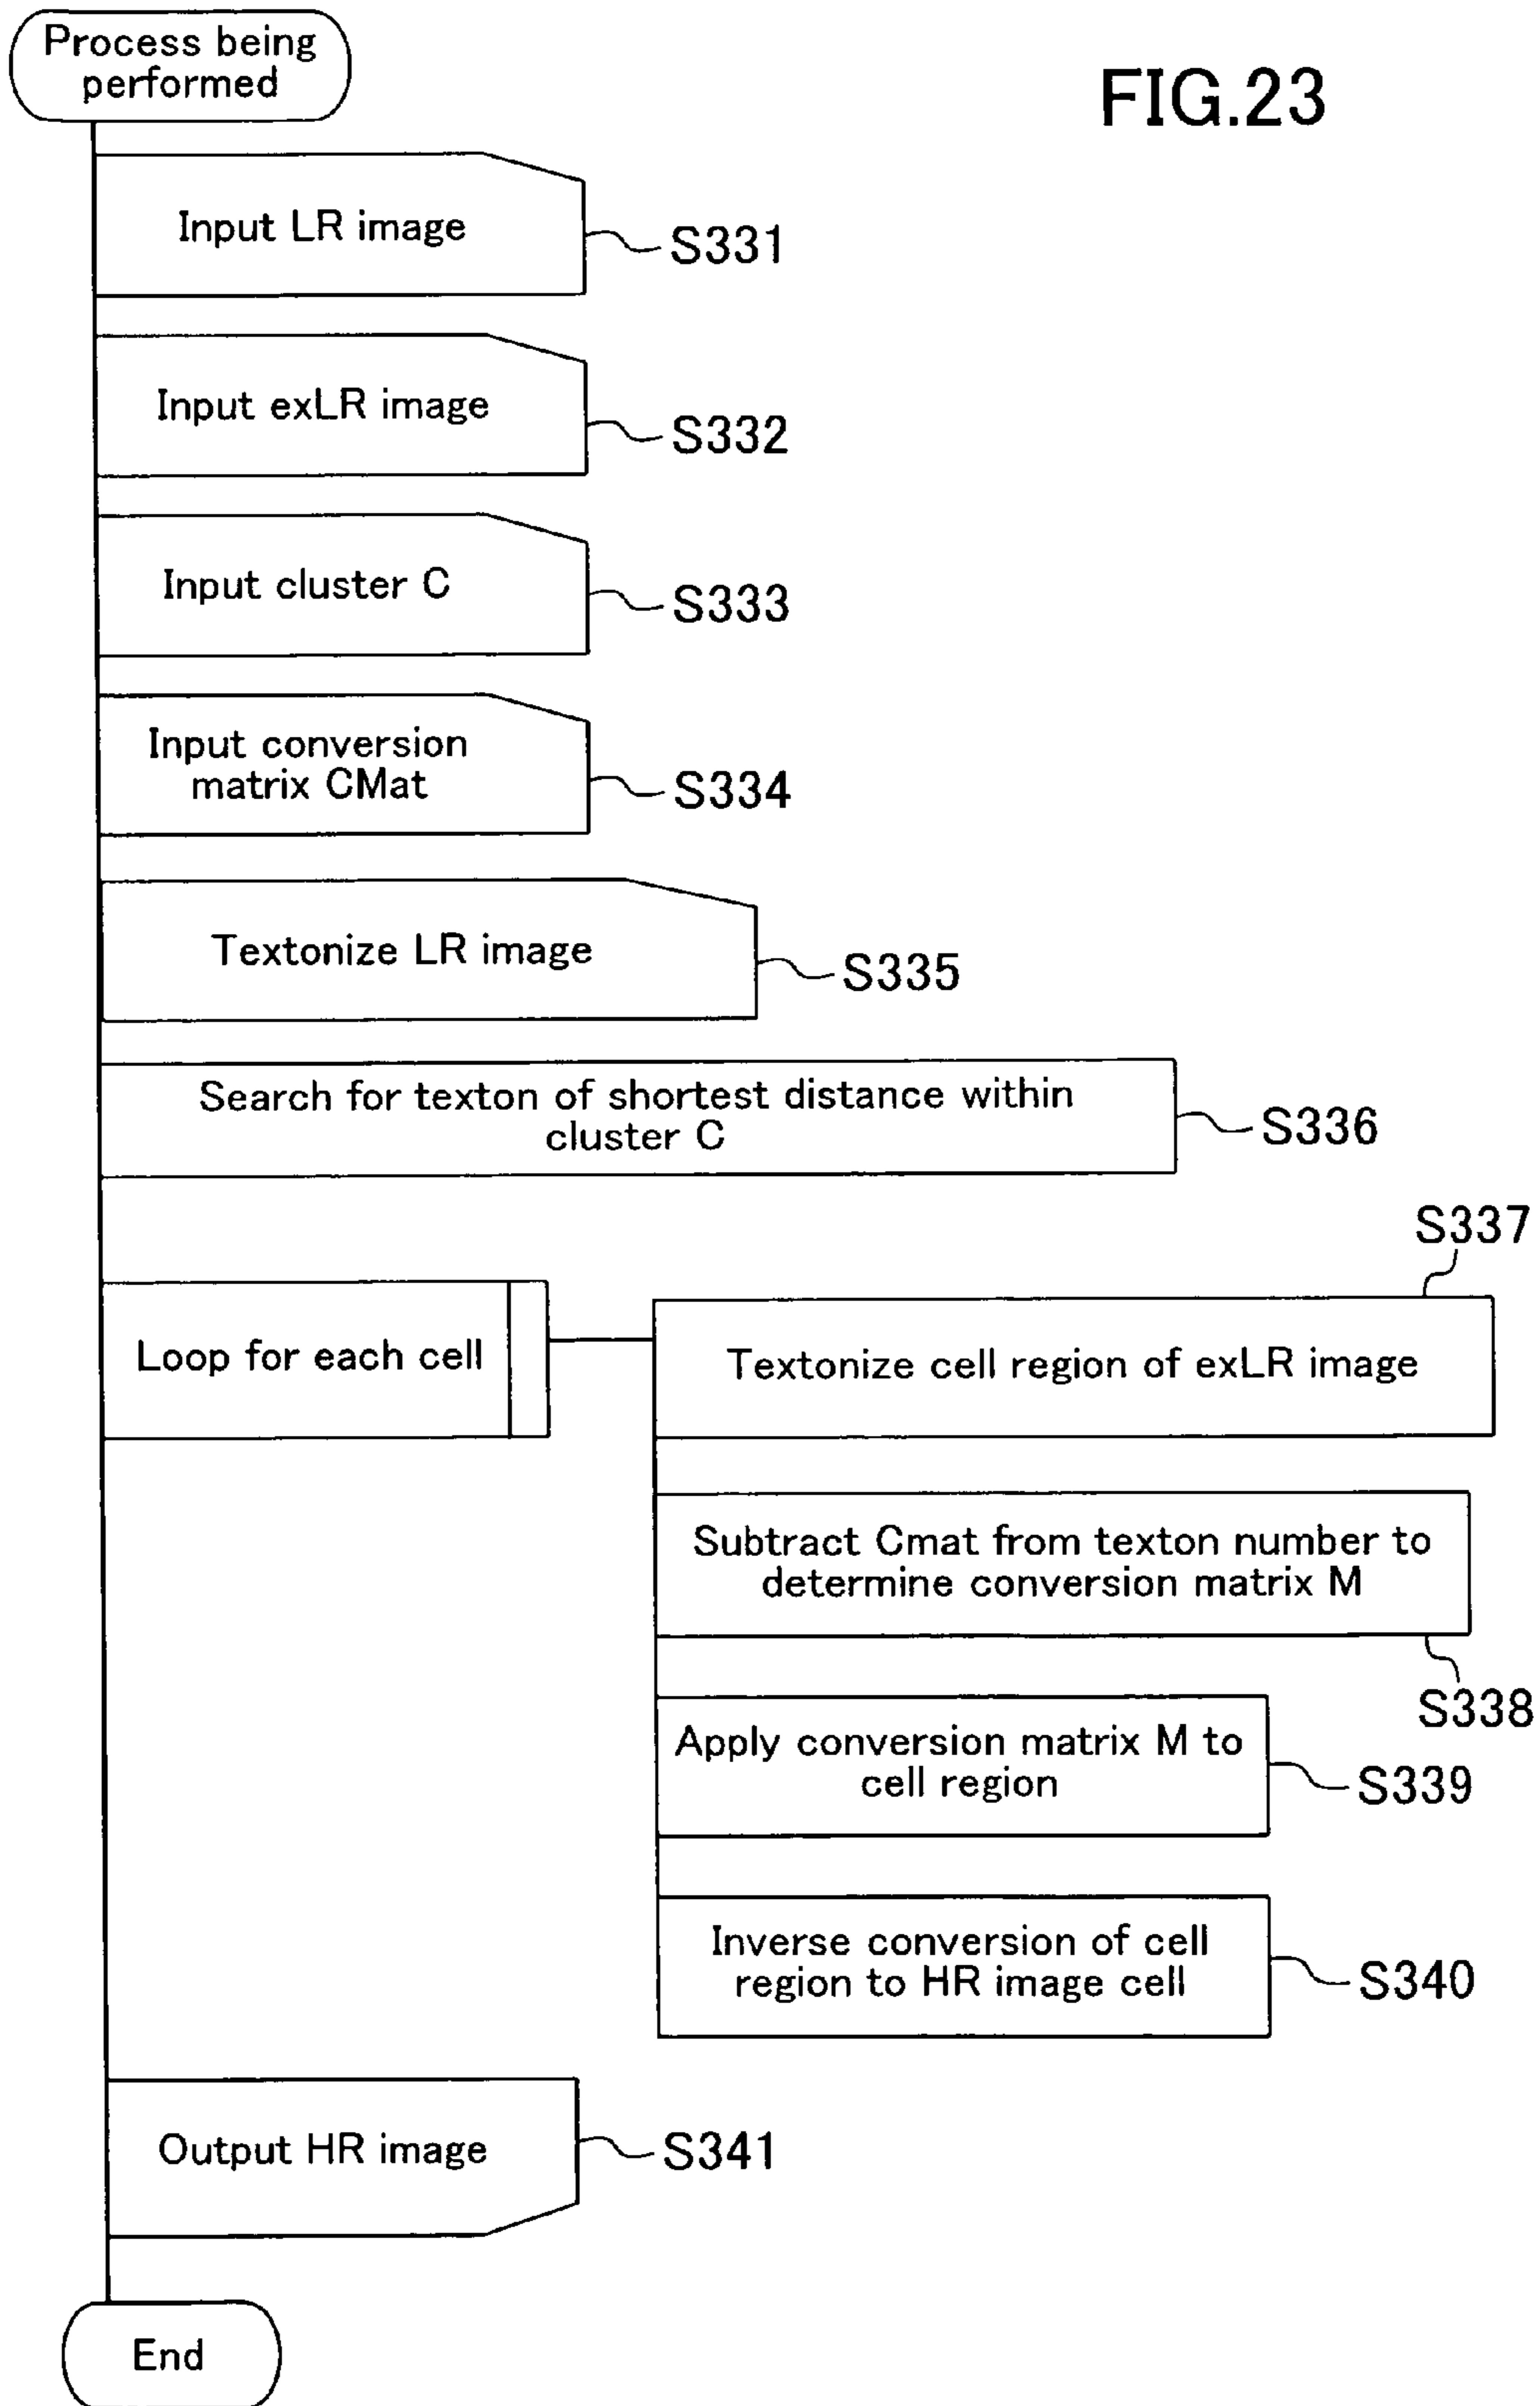 Process being
performed
FIG.23
Input LR image
S331
Input exLR image
S332
Input cluster C
S333
Input conversion
matrix CMat
S334
Textonize LR image
S335
Search for texton of shortest distance within
cluster C
S336
S337
Loop for each cell
Textonize cell region of exLR image
Subtract Cmat from texton number to
determine conversion matrix M
S338
Apply conversion matrix M to
cell region
S339
Inverse conversion of cell
region to HR image cell
S340
Output HR image
S341
End